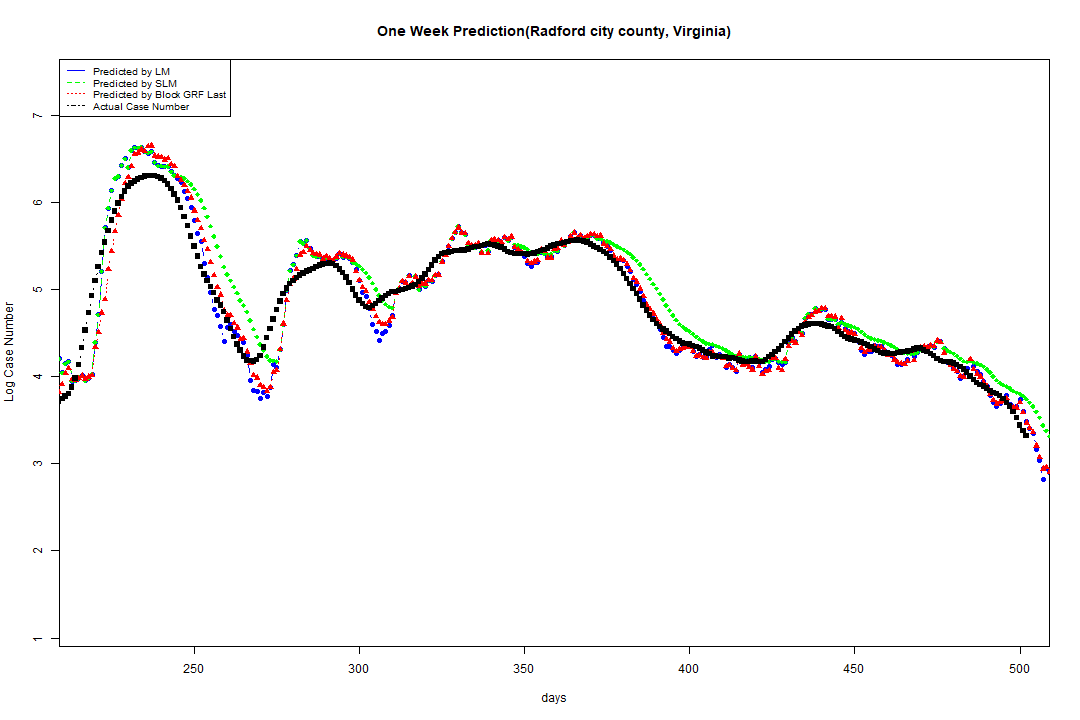 One Week Prediction(Radford city county, Virginia)
Predicted by LM
Predicted by SLM
Predicted by Block GRF Last
Actual Case Number
7
6
5
4
3
2
1
Log Case Number
250 300 350 400 450 500
days